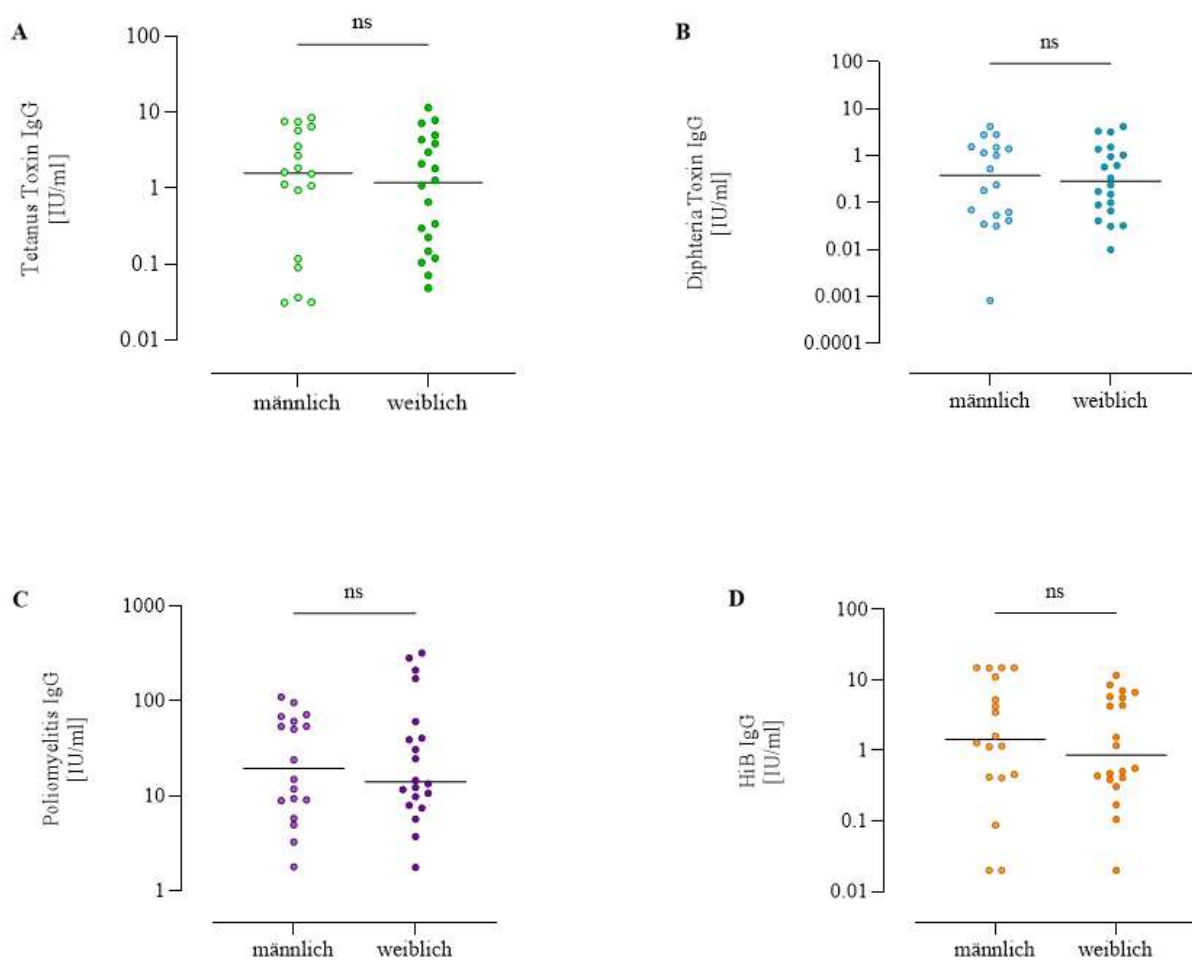 A
ns
Tetanus Toxin IgG
[IU/ml]
100
10
1
0.1
0.01
männlich
weiblich
B
ns
Diphteria Toxin IgG
[IU/ml]
100
10
1
0.1
0.01
0.001
0.0001
männlich
weiblich
C
ns
Poliomyelitis IgG
[IU/ml]
1000
100
10
1
männlich
weiblich
D
ns
HiB IgG
[IU/ml]
100
10
1
0.1
0.01
männlich
weiblich